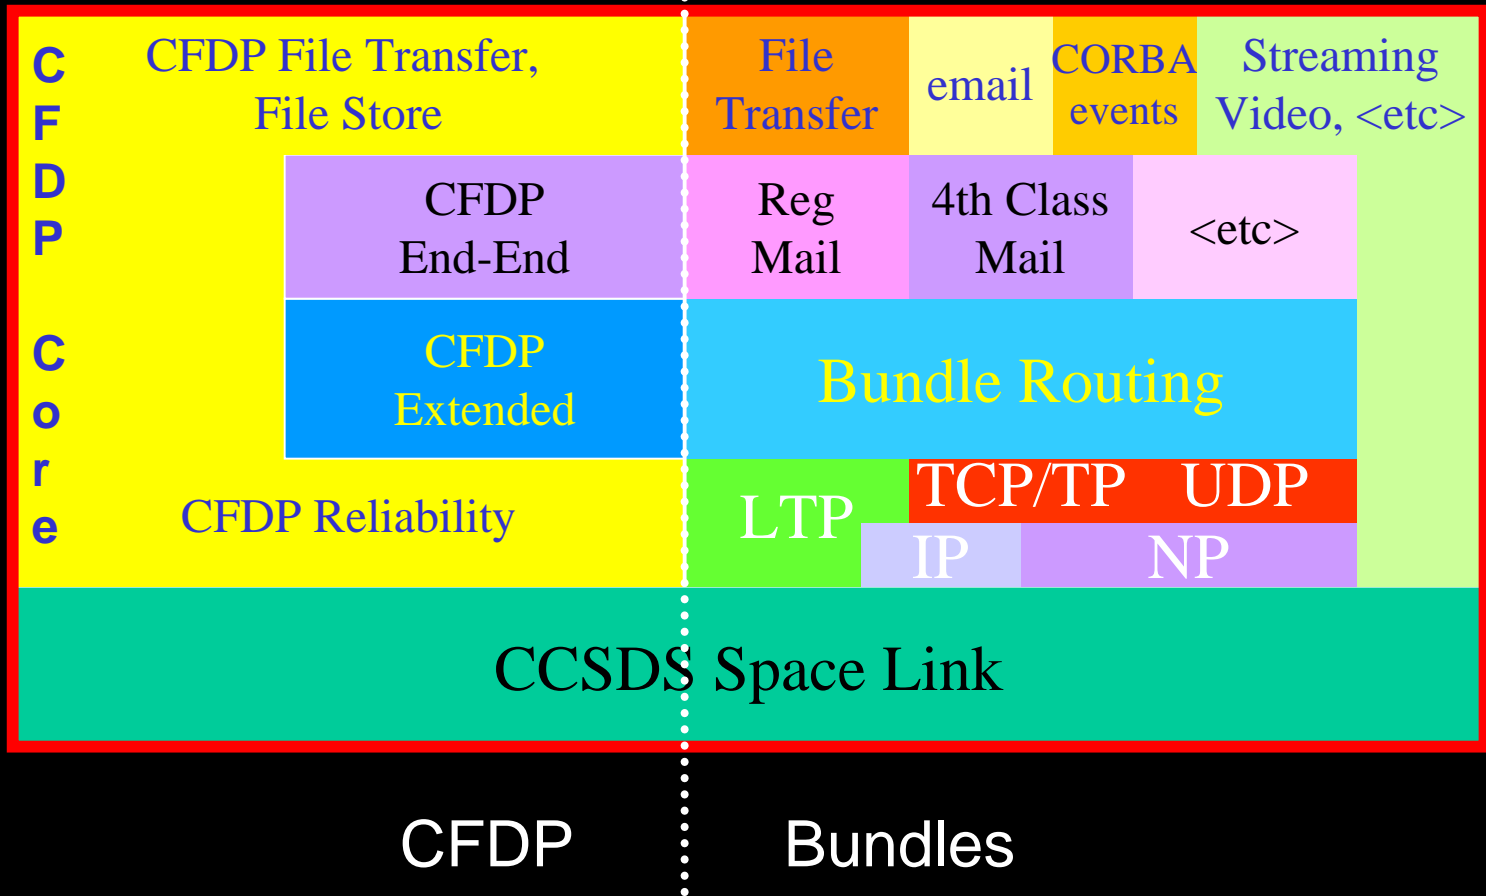 CFDP Core
CFDP File Transfer,
File Store
File
Transfer
email
CORBA
events
Streaming
Video, <etc>
CFDP
End-End
Reg
Mail
4th Class
Mail
<etc>
CFDP
Extended
Bundle Routing
CFDP Reliability
LTP
TCP/TP UDP
IP
NP
CCSDS Space Link
CFDP
Bundles